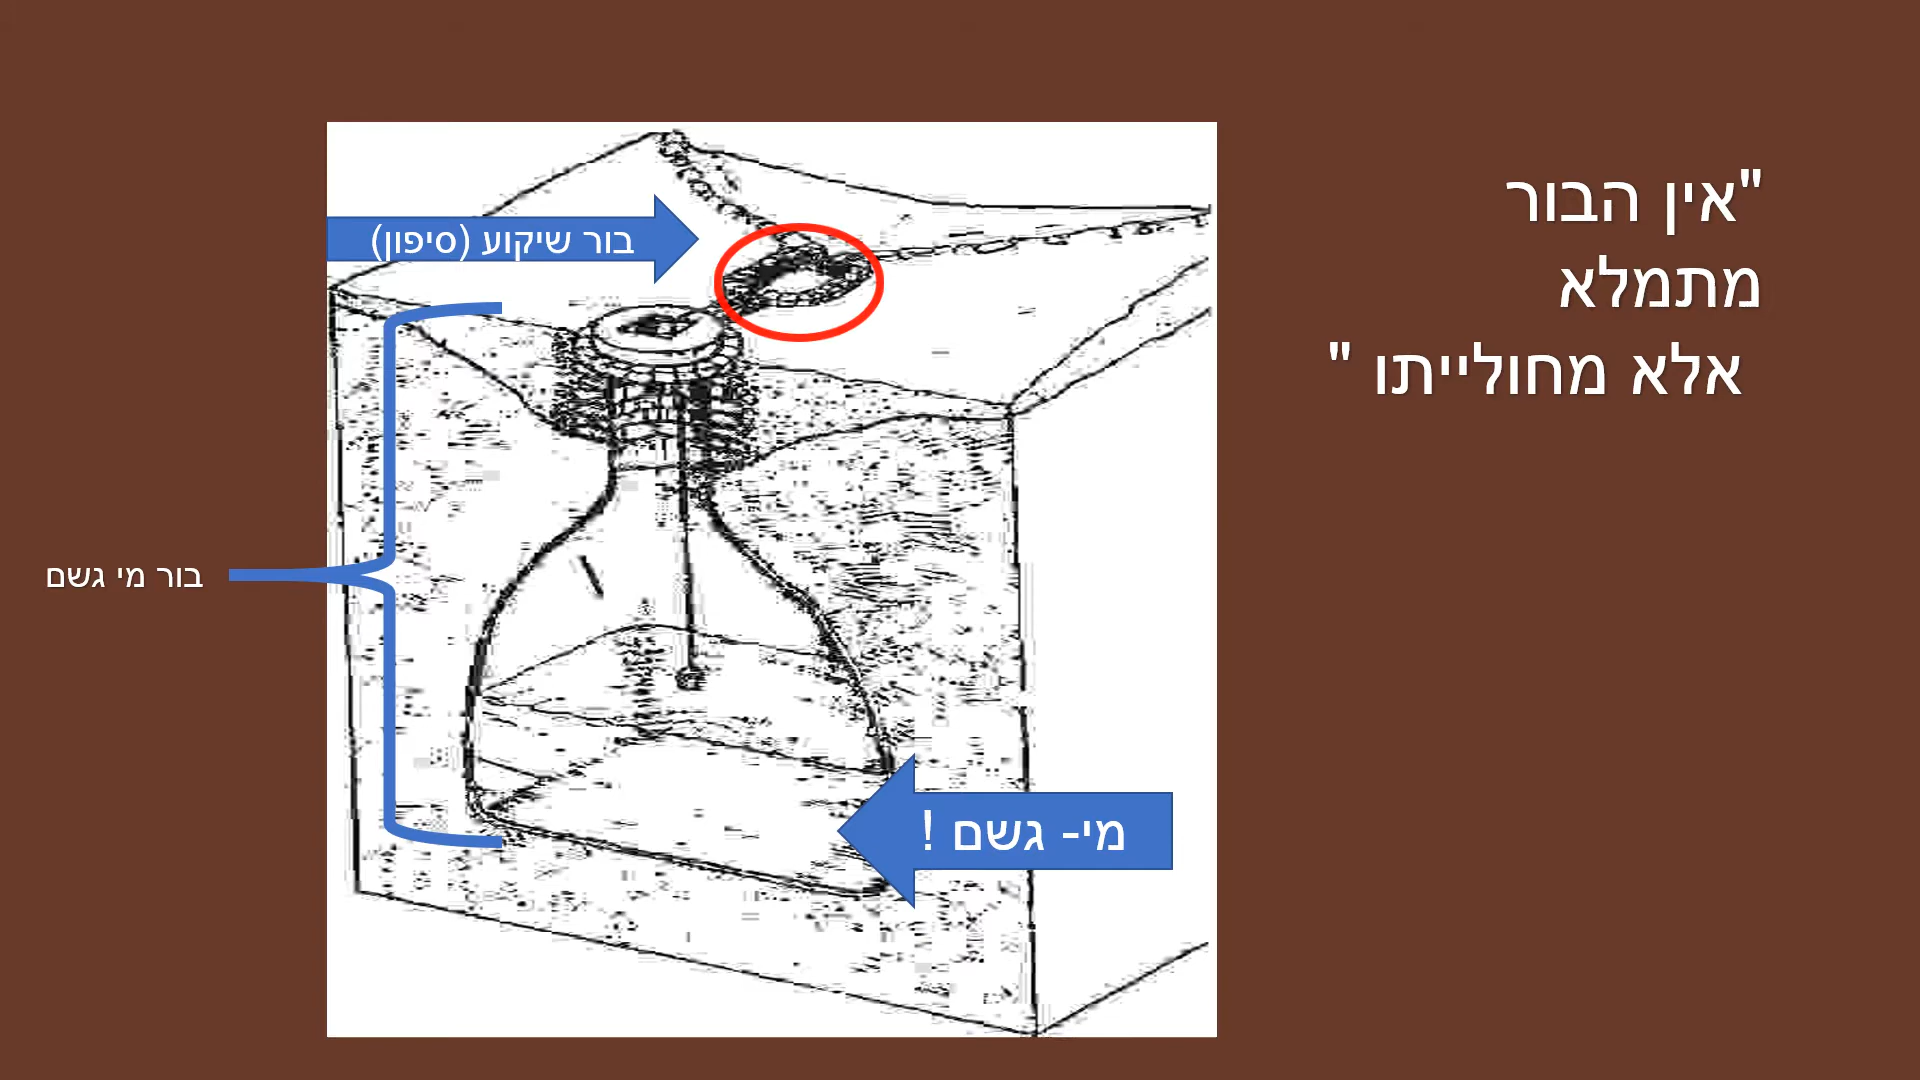 "אין הבור
מתמלא
אלא מחולייתו "
בור שיקוע (סיפון)
בור מי גשם
מי- גשם !